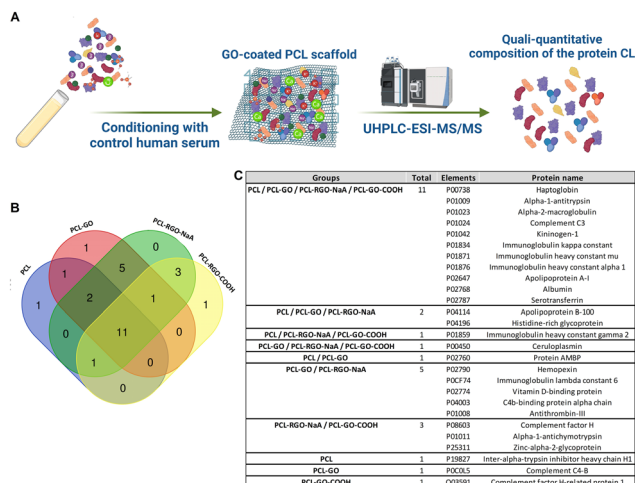 A
GO-coated PCL scaffold
Quali-quantitative
composition of the protein CL
Conditioning with
control human serum
UHPLC-ESI-MS/MS
B
PCL
PCL-GO
PCL-RGO-NaA
PCL-RGO-COOH
1
1
0
1
1
5
3
2
1
0
11
0
1
0
0
C
Groups Total Elements Protein name
PCL / PCL-GO / PCL-RGO-NaA / PCL-GO-COOH 11 P00738 Haptoglobin
P01009 Alpha-1-antitrypsin
P01023 Alpha-2-macroglobulin
P01024 Complement C3
P01042 Kininogen-1
P01834 Immunoglobulin kappa constant
P01871 Immunoglobulin heavy constant mu
P01876 Immunoglobulin heavy constant alpha 1
P02647 Apolipoprotein A-I
P02768 Albumin
P02787 Serotransferrin
PCL / PCL-GO / PCL-RGO-NaA 2 P04114 Apolipoprotein B-100
P04196 Histidine-rich glycoprotein
PCL / PCL-RGO-NaA / PCL-GO-COOH 1 P01859 Immunoglobulin heavy constant gamma 2
PCL-GO / PCL-RGO-NaA / PCL-GO-COOH 1 P00450 Ceruloplasmin
PCL / PCL-GO 1 P02760 Protein AMBP
PCL-GO / PCL-RGO-NaA 5 P02790 Hemopexin
P0CF74 Immunoglobulin lambda constant 6
P02774 Vitamin D-binding protein
P04003 C4b-binding protein alpha chain
P01008 Antithrombin-III
PCL-RGO-NaA / PCL-GO-COOH 3 P08603 Complement factor H
P01011 Alpha-1-antichymotrypsin
P25311 Zinc-alpha-2-glycoprotein
PCL 1 P19827 Inter-alpha-trypsin inhibitor heavy chain H1
PCL-GO 1 P0C0L5 Complement C4-B
PCL-GO-COOH 1 Q03591 Complement factor H-related protein 1